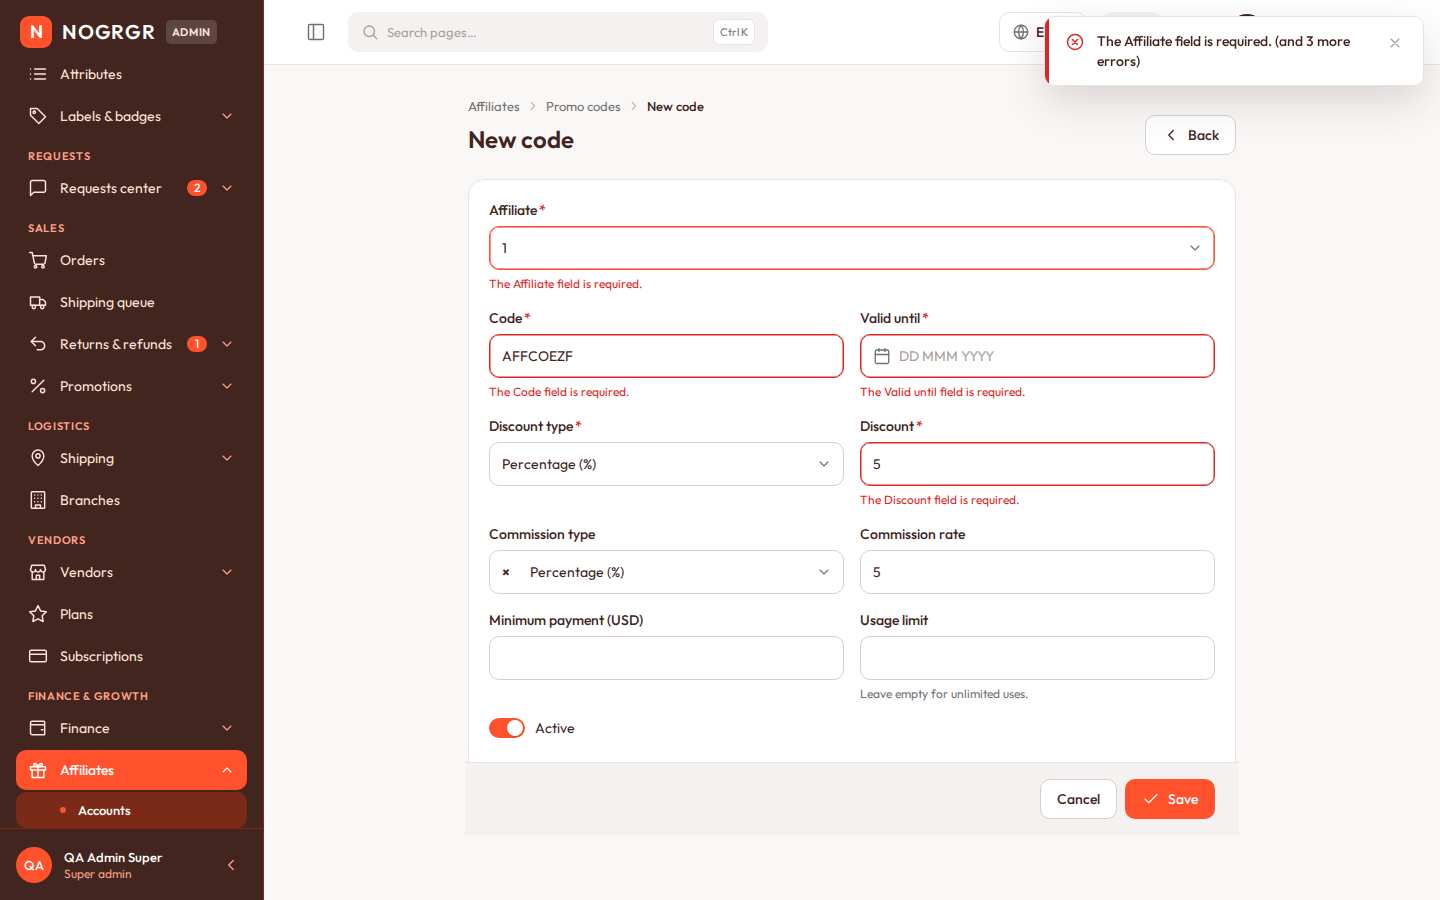 N NOGRGR ADMIN
Attributes
Labels & badges
REQUESTS
Requests center 2
SALES
Orders
Shipping queue
Returns & refunds 1
Promotions
LOGISTICS
Shipping
Branches
VENDORS
Vendors
Plans
Subscriptions
FINANCE & GROWTH
Finance
Affiliates
Accounts
QA QA Admin Super
Super admin
Search pages... Ctrl K
E
The Affiliate field is required. (and 3 more
errors)
Affiliates > Promo codes > New code
New code
Back
Affiliate *
1
The Affiliate field is required.
Code * Valid until *
AFFCOEZF DD MMM YYYY
The Code field is required. The Valid until field is required.
Discount type * Discount *
Percentage (%) 5
The Discount field is required.
Commission type Commission rate
× Percentage (%) 5
Minimum payment (USD) Usage limit
Leave empty for unlimited uses.
Active
Cancel Save